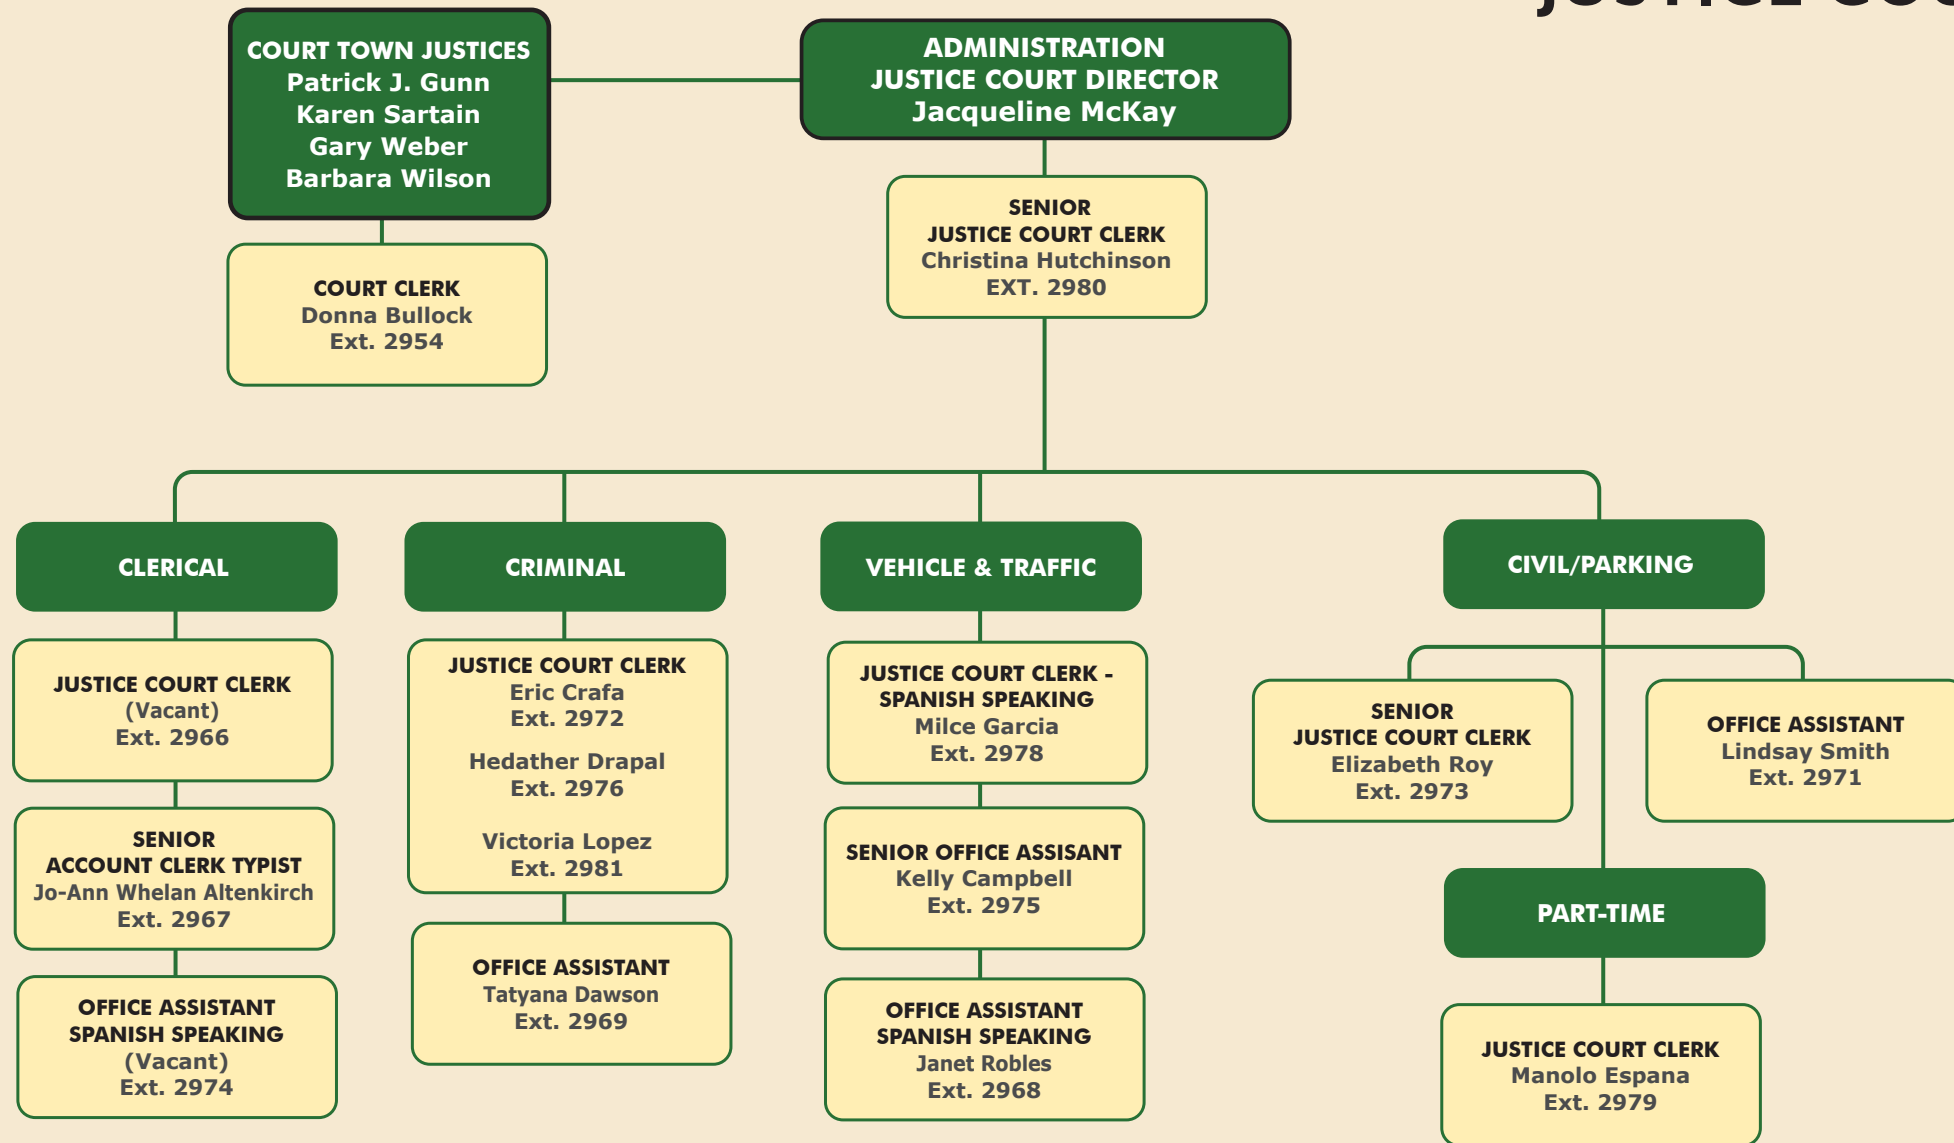 COURT TOWN JUSTICES
Patrick J. Gunn
Karen Sartain
Gary Weber
Barbara Wilson
ADMINISTRATION
JUSTICE COURT DIRECTOR
Jacqueline McKay
SENIOR
JUSTICE COURT CLERK
Christina Hutchinson
EXT. 2980
COURT CLERK
Donna Bullock
Ext. 2954
CLERICAL
JUSTICE COURT CLERK
(Vacant)
Ext. 2966
SENIOR
ACCOUNT CLERK TYPIST
Jo-Ann Whelan Altenkirch
Ext. 2967
OFFICE ASSISTANT
SPANISH SPEAKING
(Vacant)
Ext. 2974
CRIMINAL
JUSTICE COURT CLERK
Eric Crafa
Ext. 2972
Hedather Drapal
Ext. 2976
Victoria Lopez
Ext. 2981
OFFICE ASSISTANT
Tatyana Dawson
Ext. 2969
VEHICLE & TRAFFIC
JUSTICE COURT CLERK -
SPANISH SPEAKING
Milce Garcia
Ext. 2978
SENIOR OFFICE ASSISANT
Kelly Campbell
Ext. 2975
OFFICE ASSISTANT
SPANISH SPEAKING
Janet Robles
Ext. 2968
CIVIL/PARKING
SENIOR
JUSTICE COURT CLERK
Elizabeth Roy
Ext. 2973
OFFICE ASSISTANT
Lindsay Smith
Ext. 2971
PART-TIME
JUSTICE COURT CLERK
Manolo Espana
Ext. 2979